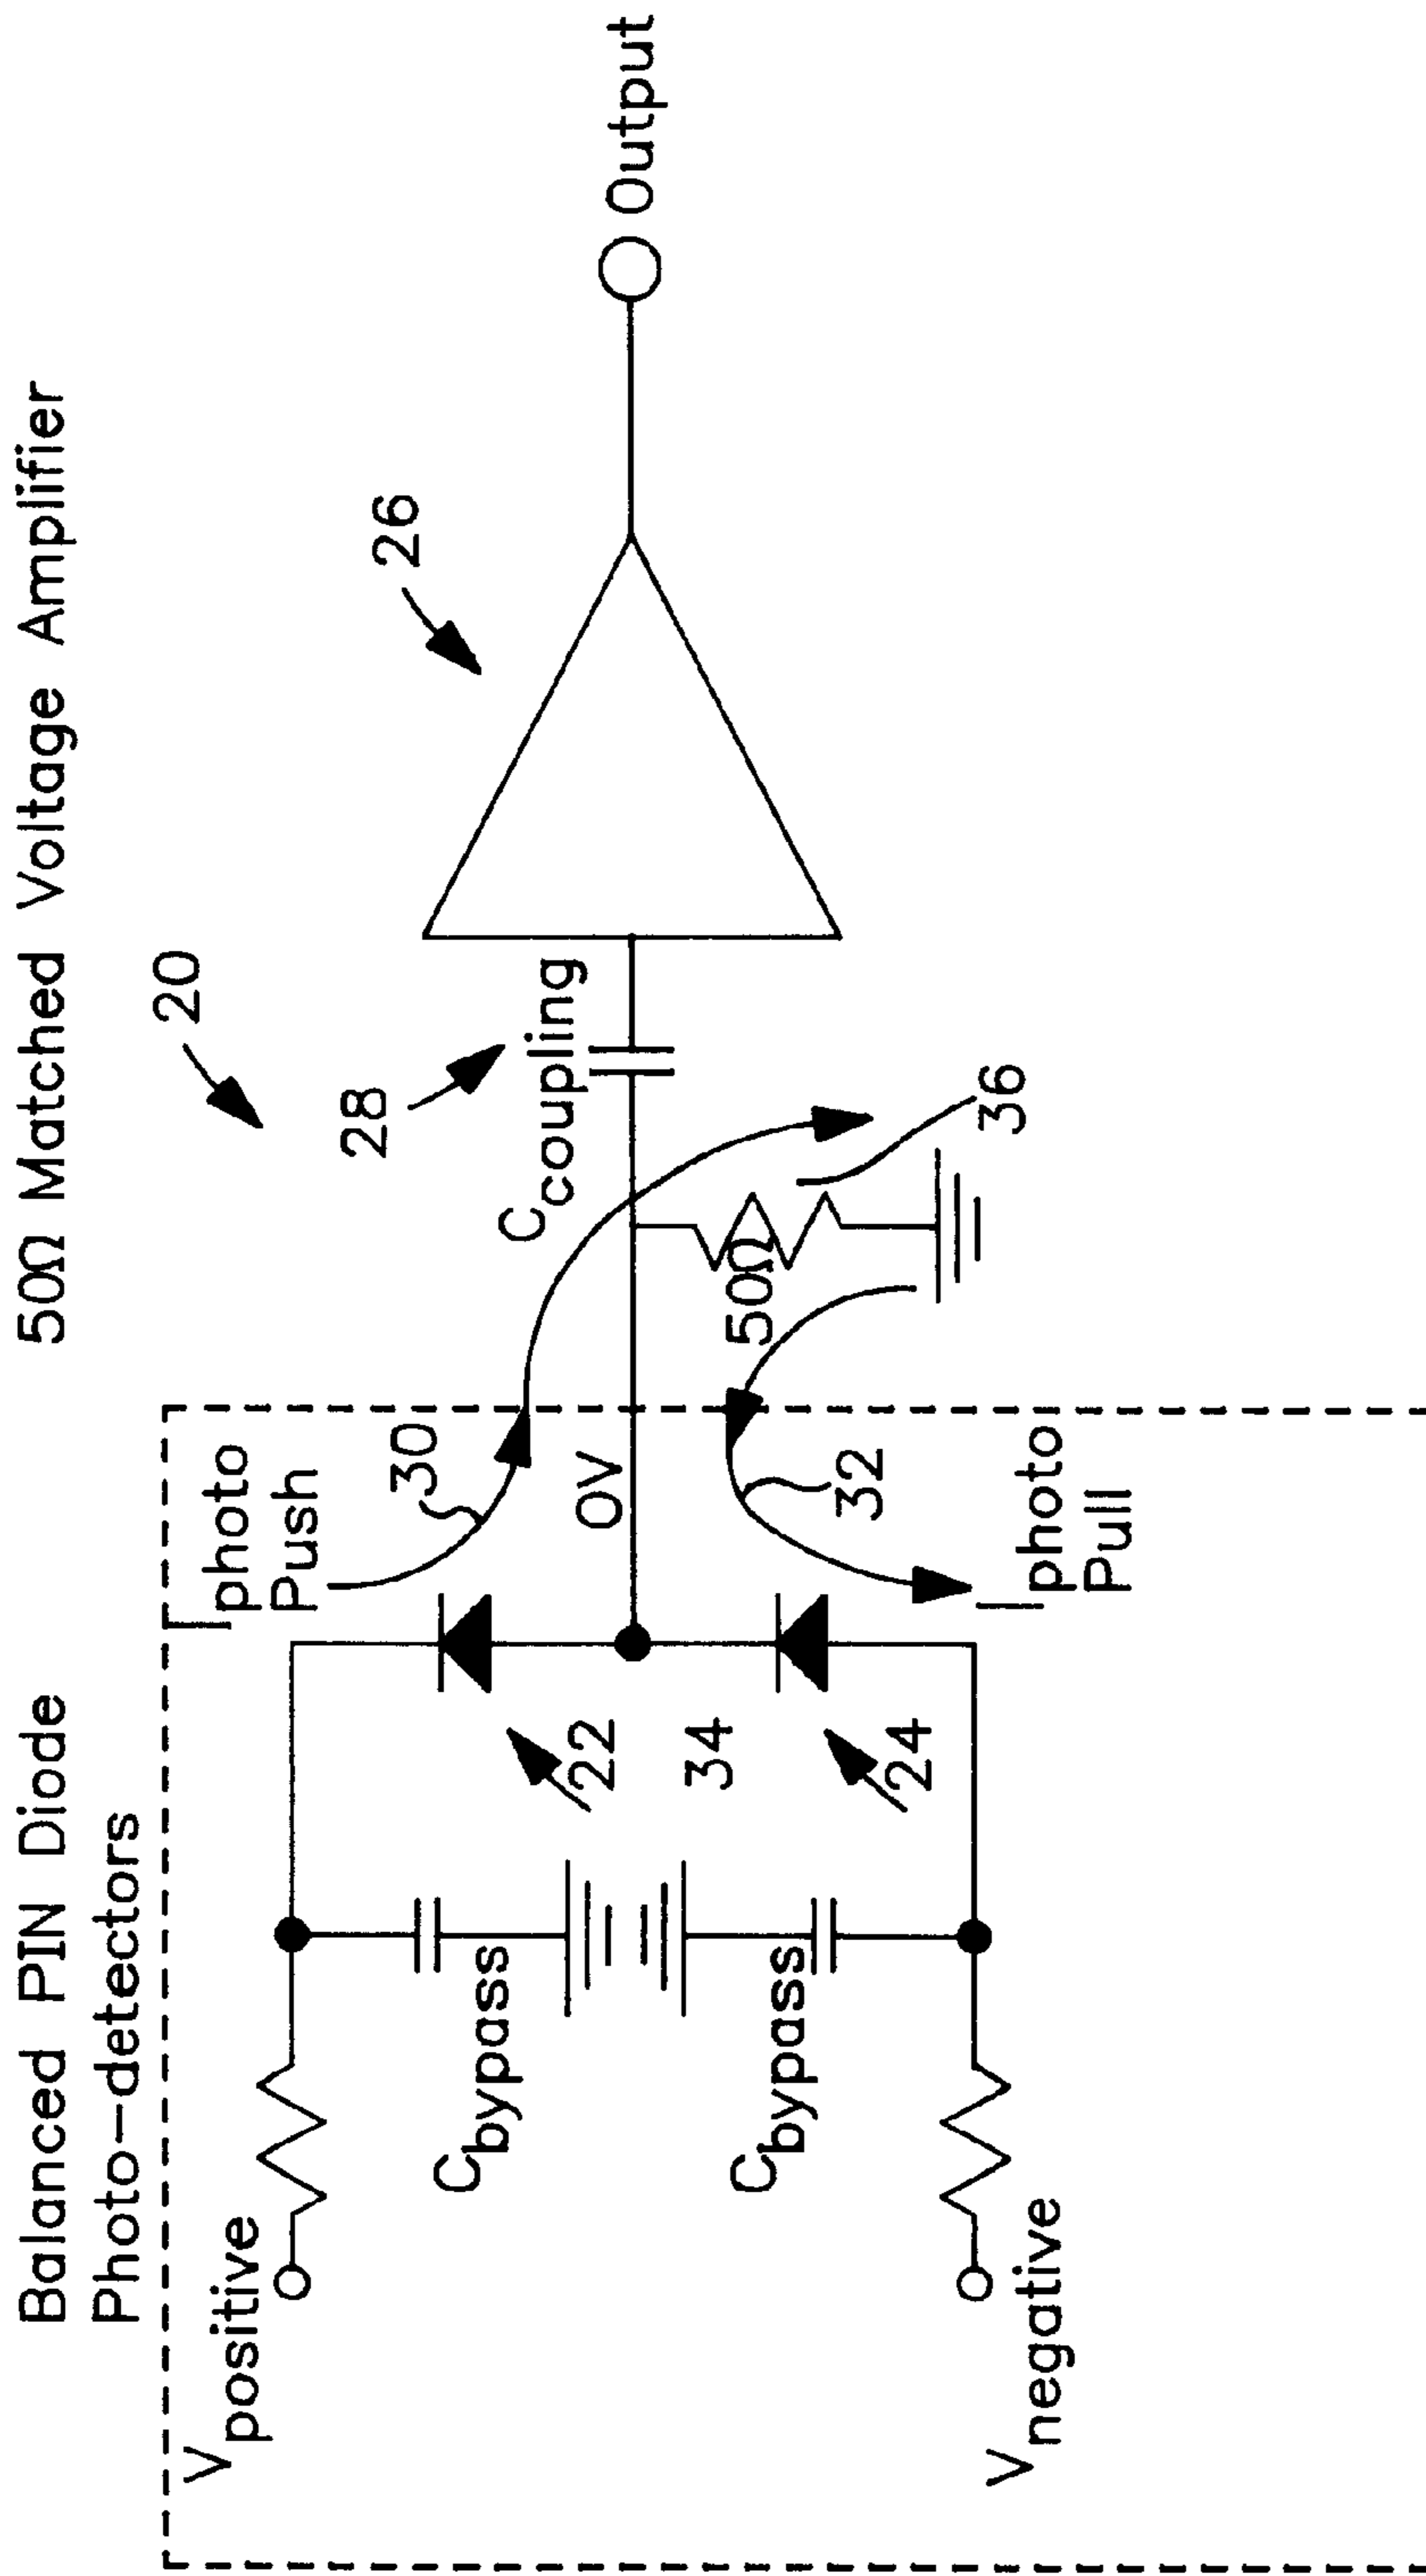 Balanced PIN Diode
Photo-detectors
50Ω Matched Voltage Amplifier
20
V positive
I photo
Push
30
28
26
C bypass
22
0V
C coupling
Output
34
C bypass
24
32
50Ω
36
V negative
I photo
Pull